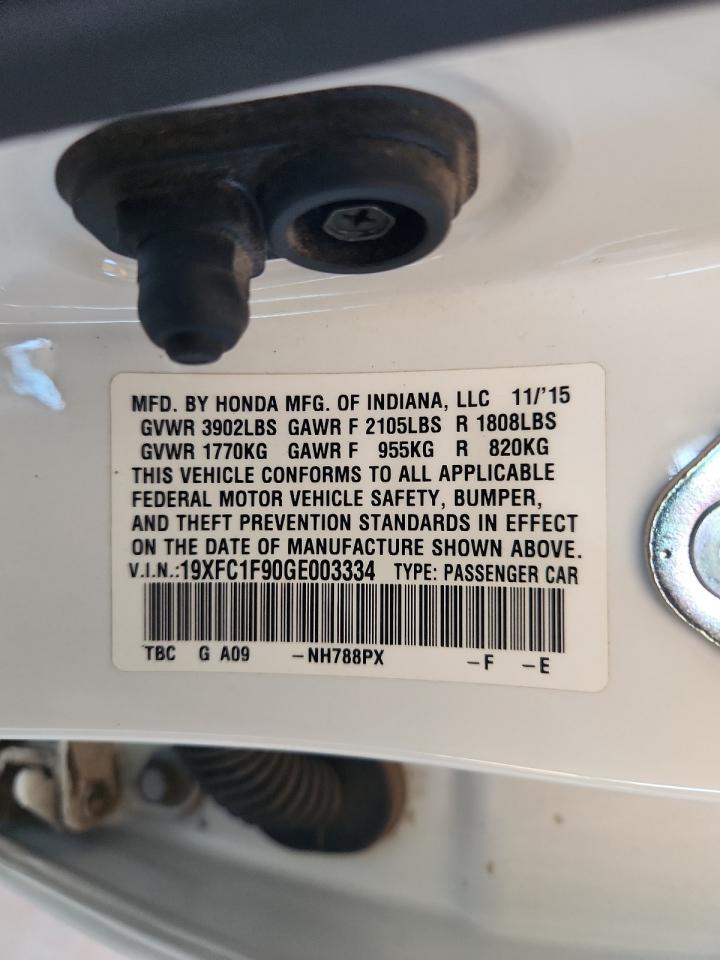 MFD. BY HONDA MFG. OF INDIANA, LLC 11/'15
GVWR 3902LBS GAWR F 2105LBS R 1808LBS
GVWR 1770KG GAWR F 955KG R 820KG
THIS VEHICLE CONFORMS TO ALL APPLICABLE
FEDERAL MOTOR VEHICLE SAFETY, BUMPER,
AND THEFT PREVENTION STANDARDS IN EFFECT
ON THE DATE OF MANUFACTURE SHOWN ABOVE.
V.I.N.:19XFC1F90GE003334 TYPE: PASSENGER CAR
TBC G A09 -NH788PX -F -E